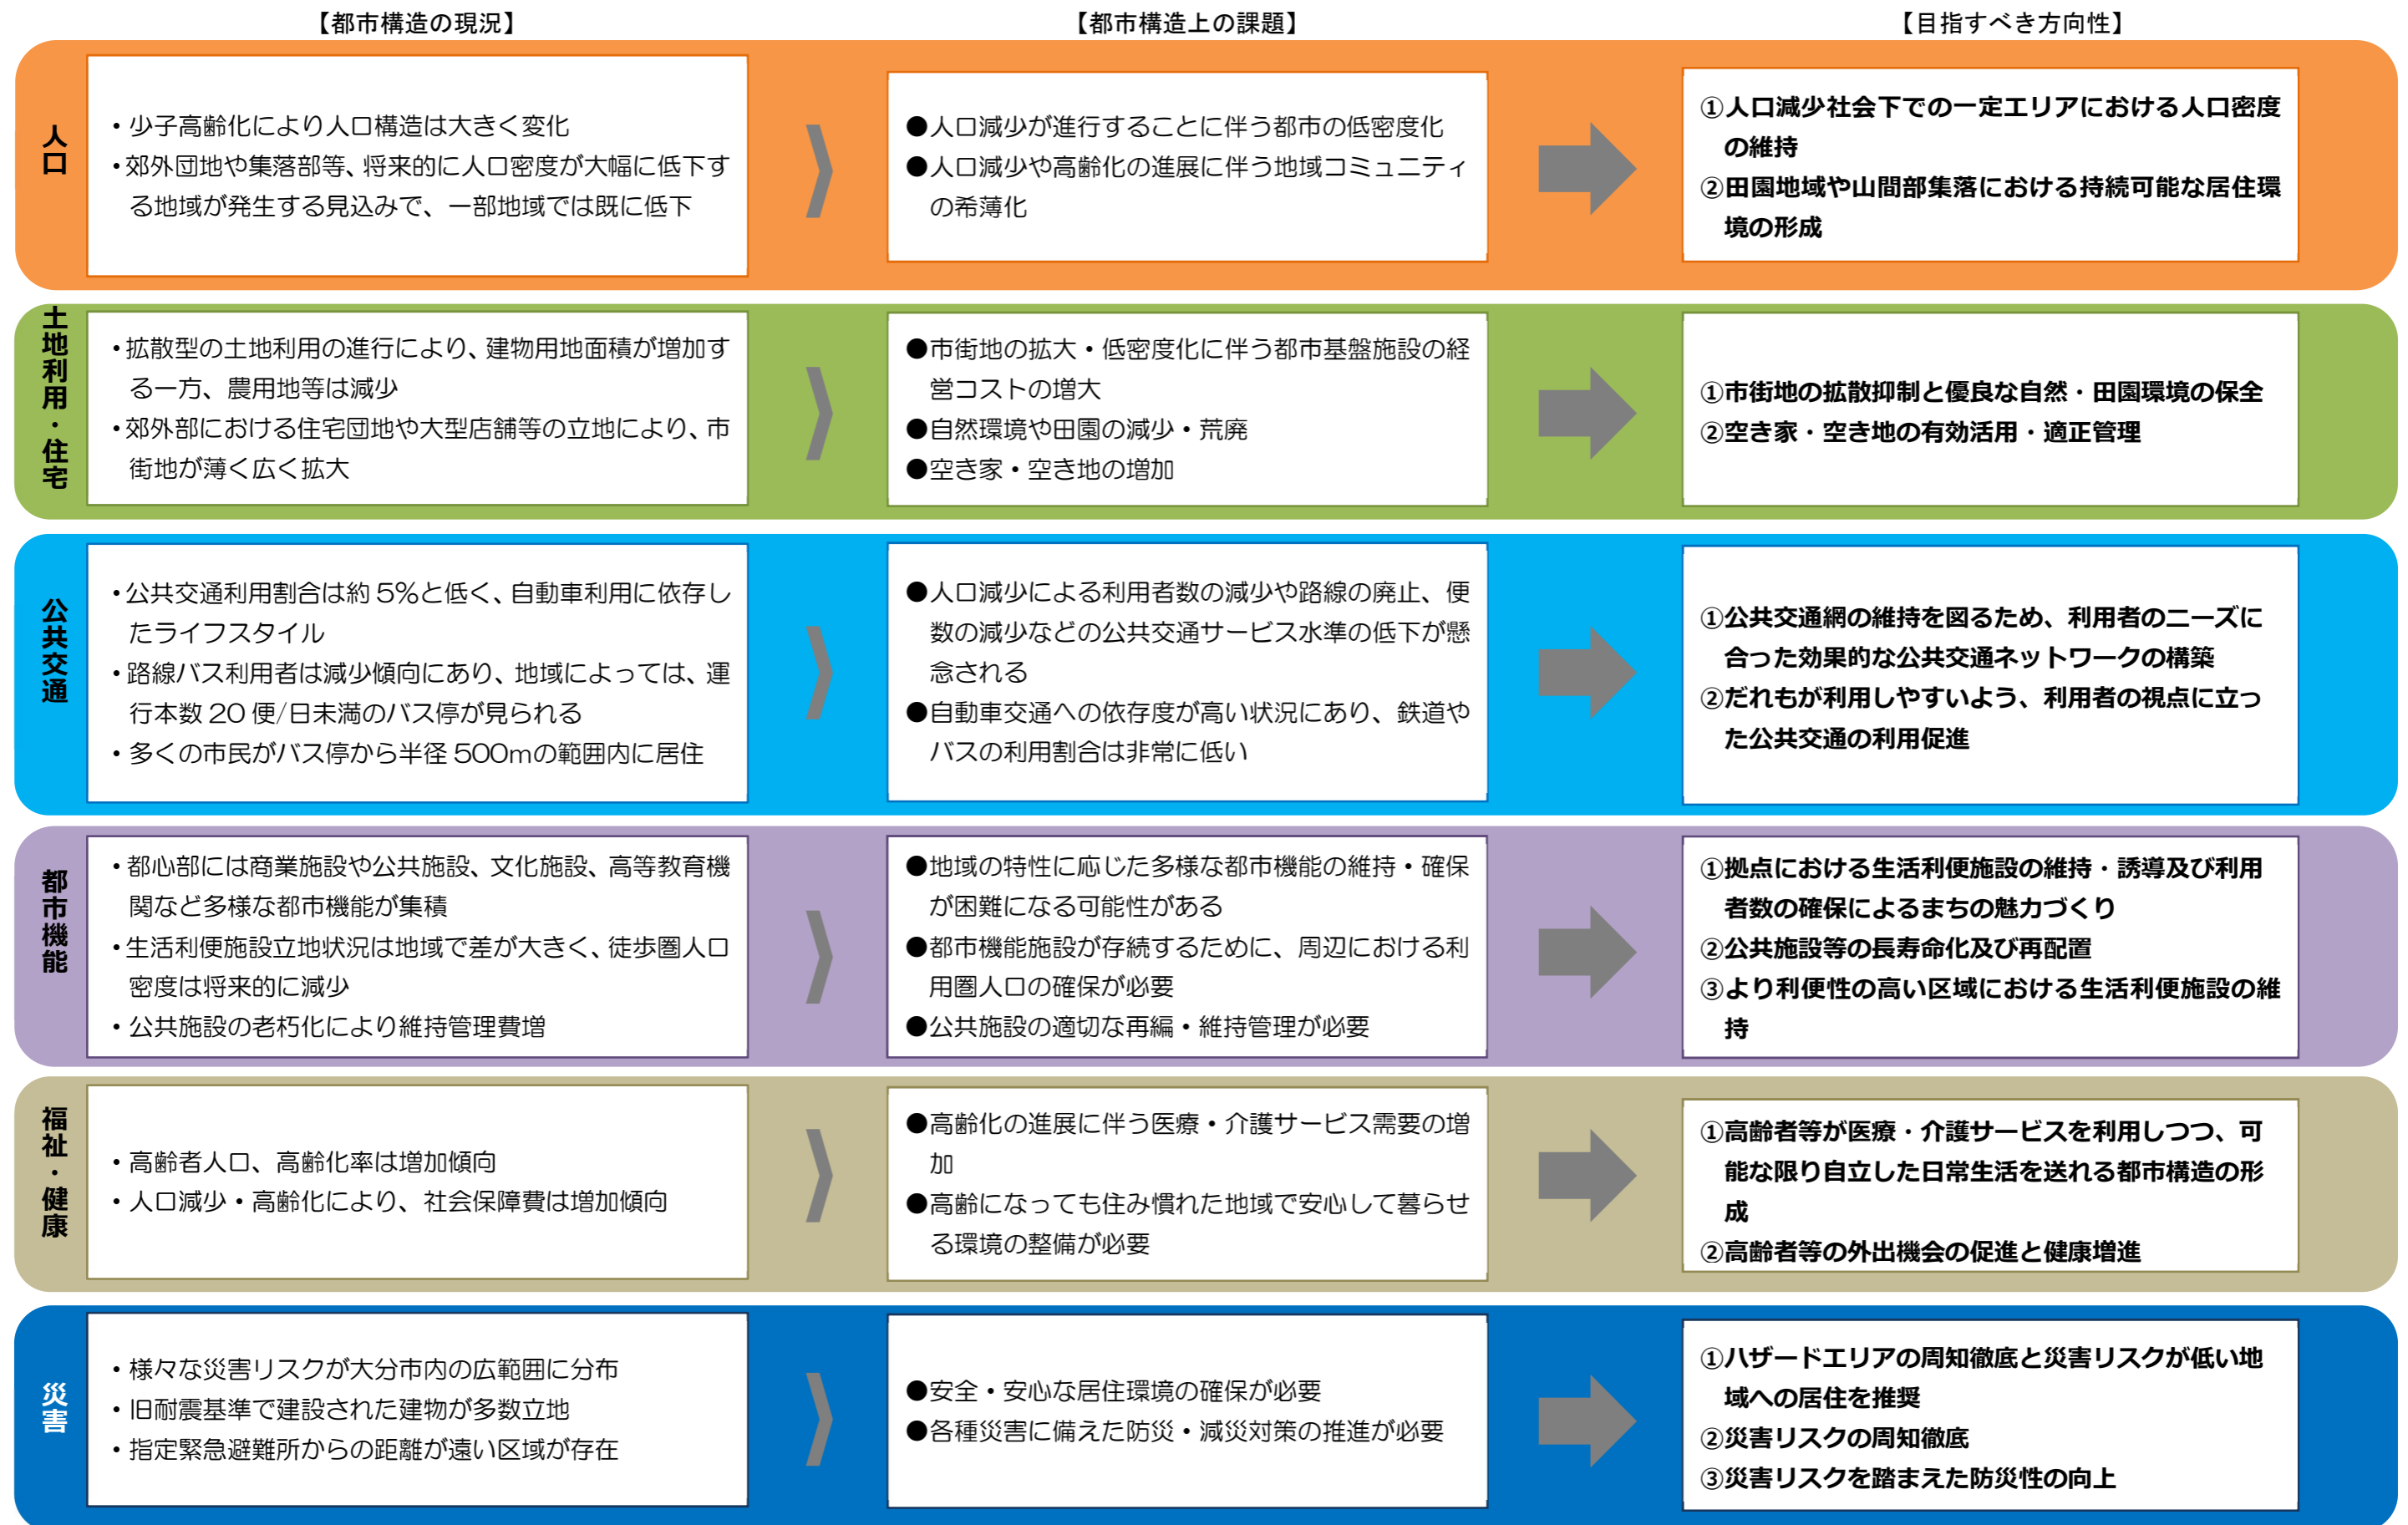 【都市構造の現況】
【都市構造上の課題】
【目指すべき方向性】
人口
・少子高齢化により人口構造は大きく変化
・郊外団地や集落部等、将来的に人口密度が大幅に低下す
る地域が発生する見込みで、一部地域では既に低下
●人口減少が進行することに伴う都市の低密度化
●人口減少や高齢化の進展に伴う地域コミュニティ
の希薄化
①人口減少社会下での一定エリアにおける人口密度
の維持
②田園地域や山間部集落における持続可能な居住環
境の形成
土地利用・住宅
・拡散型の土地利用の進行により、建物用地面積が増加す
る一方、農用地等は減少
・郊外部における住宅団地や大型店舗等の立地により、市
街地が薄く広く拡大
●市街地の拡大・低密度化に伴う都市基盤施設の経
営コストの増大
●自然環境や田園の減少・荒廃
●空き家・空き地の増加
①市街地の拡散抑制と優良な自然・田園環境の保全
②空き家・空き地の有効活用・適正管理
公共交通
・公共交通利用割合は約5%と低く、自動車利用に依存し
たライフスタイル
・路線バス利用者は減少傾向にあり、地域によっては、運
行本数20便/日未満のバス停が見られる
・多くの市民がバス停から半径500mの範囲内に居住
●人口減少による利用者数の減少や路線の廃止、便
数の減少などの公共交通サービス水準の低下が懸
念される
●自動車交通への依存度が高い状況にあり、鉄道や
バスの利用割合は非常に低い
①公共交通網の維持を図るため、利用者のニーズに
合った効果的な公共交通ネットワークの構築
②だれもが利用しやすいよう、利用者の視点に立っ
た公共交通の利用促進
都市機能
・都心部には商業施設や公共施設、文化施設、高等教育機
関など多様な都市機能が集積
・生活利便施設立地状況は地域で差が大きく、徒歩圏人口
密度は将来的に減少
・公共施設の老朽化により維持管理費増
●地域の特性に応じた多様な都市機能の維持・確保
が困難になる可能性がある
●都市機能施設が存続するために、周辺における利
用圏人口の確保が必要
●公共施設の適切な再編・維持管理が必要
①拠点における生活利便施設の維持・誘導及び利用
者数の確保によるまちの魅力づくり
②公共施設等の長寿命化及び再配置
③より利便性の高い区域における生活利便施設の維
持
福祉・健康
・高齢者人口、高齢化率は増加傾向
・人口減少・高齢化により、社会保障費は増加傾向
●高齢化の進展に伴う医療・介護サービス需要の増
加
●高齢になっても住み慣れた地域で安心して暮らせ
る環境の整備が必要
①高齢者等が医療・介護サービスを利用しつつ、可
能な限り自立した日常生活を送れる都市構造の形
成
②高齢者等の外出機会の促進と健康増進
災害
・様々な災害リスクが大分市内の広範囲に分布
・旧耐震基準で建設された建物が多数立地
・指定緊急避難所からの距離が遠い区域が存在
●安全・安心な居住環境の確保が必要
●各種災害に備えた防災・減災対策の推進が必要
①ハザードエリアの周知徹底と災害リスクが低い地
域への居住を推奨
②災害リスクの周知徹底
③災害リスクを踏まえた防災性の向上